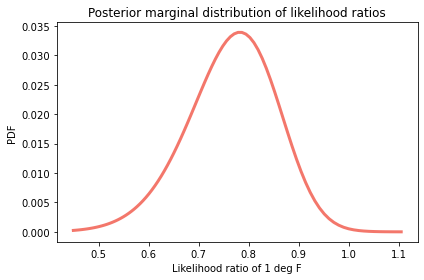 Posterior marginal distribution of likelihood ratios
0.035
0.030
0.025
0.020
0.015
0.010
0.005
0.000
PDF
0.5 0.6 0.7 0.8 0.9 1.0 1.1
Likelihood ratio of 1 deg F